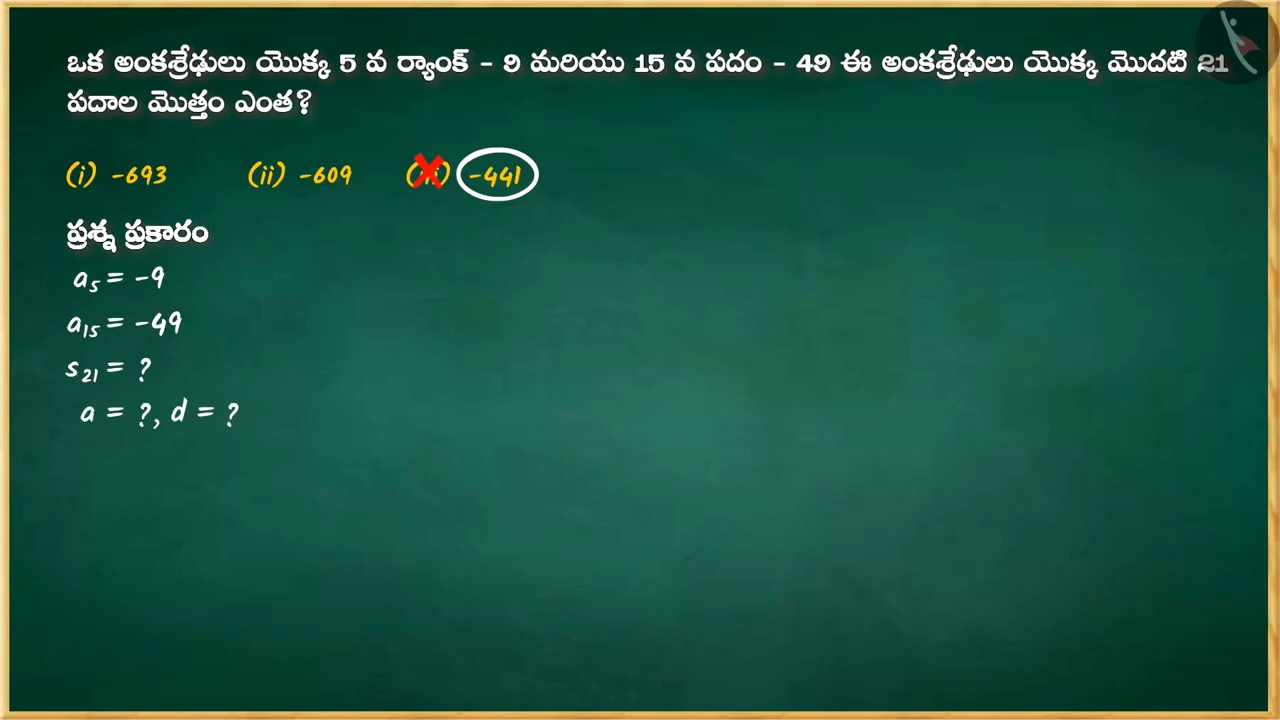 ఒక అంకశ్రేఢులు యొక్క 5 వ ర్యాంక్ - 9 మరియు 15 వ పదం - 49 ఈ అంకశ్రేఢులు యొక్క మొదటి 21
పదాల మొత్తం ఎంత?
(i) -693 (ii) -609 (iii) -441
ప్రశ్న ప్రకారం
a₅ = -9
a₁₅ = -49
s₂₁ = ?
a = ?, d = ?